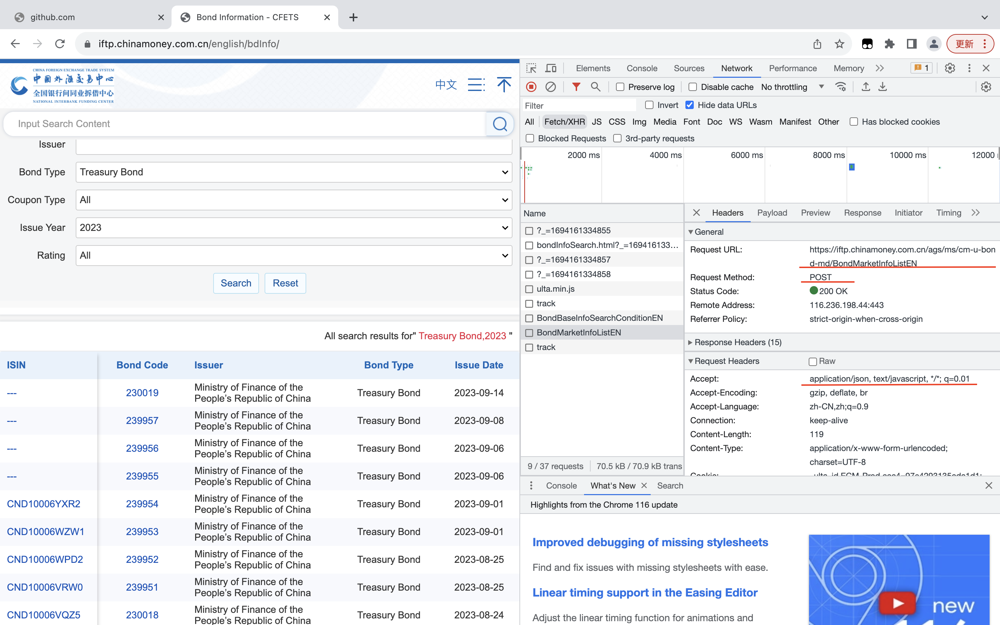 github.com
Bond Information - CFETS
iftp.chinamoney.com.cn/english/bdInfo/
更新
CHINA FOREIGN EXCHANGE TRADE SYSTEM
中國外滙交易中心
全国银行间同业拆借中心
NATIONAL INTERBANK FUNDING CENTER
中文
Input Search Content
Issuer
Bond Type
Treasury Bond
Coupon Type
All
Issue Year
2023
Rating
All
Search
Reset
All search results for" Treasury Bond,2023 "
ISIN Bond Code Issuer Bond Type Issue Date
--- 230019 Ministry of Finance of the People's Republic of China Treasury Bond 2023-09-14
--- 239957 Ministry of Finance of the People's Republic of China Treasury Bond 2023-09-08
--- 239956 Ministry of Finance of the People's Republic of China Treasury Bond 2023-09-06
--- 239955 Ministry of Finance of the People's Republic of China Treasury Bond 2023-09-06
CND10006YXR2 239954 Ministry of Finance of the People's Republic of China Treasury Bond 2023-09-01
CND10006WZW1 239953 Ministry of Finance of the People's Republic of China Treasury Bond 2023-09-01
CND10006WPD2 239952 Ministry of Finance of the People's Republic of China Treasury Bond 2023-08-25
CND10006VRW0 239951 Ministry of Finance of the People's Republic of China Treasury Bond 2023-08-25
CND10006VQZ5 230018 Ministry of Finance of the People's Republic of China Treasury Bond 2023-08-24
Elements Console Sources Network Performance Memory 1
Preserve log Disable cache No throttling
Filter Invert Hide data URLs
All Fetch/XHR JS CSS Img Media Font Doc WS Wasm Manifest Other Has blocked cookies
Blocked Requests 3rd-party requests
2000 ms 4000 ms 6000 ms 8000 ms 10000 ms 12000
Name
?_=1694161334855
bondInfoSearch.html?_=169416133...
?_=1694161334857
?_=1694161334858
ulta.min.js
track
BondBaseInfoSearchConditionEN
BondMarketInfoListEN
track
9 / 37 requests 70.5 kB / 70.9 kB trans
Headers Payload Preview Response Initiator Timing
General
Request URL: https://iftp.chinamoney.com.cn/ags/ms/cm-u-bon
d-md/BondMarketInfoListEN
Request Method: POST
Status Code: 200 OK
Remote Address: 116.236.198.44:443
Referrer Policy: strict-origin-when-cross-origin
Response Headers (15)
Request Headers Raw
Accept: application/json, text/javascript, */*; q=0.01
Accept-Encoding: gzip, deflate, br
Accept-Language: zh-CN,zh;q=0.9
Connection: keep-alive
Content-Length: 119
Content-Type: application/x-www-form-urlencoded;
charset=UTF-8
Cookie:
Console What's New Search
Highlights from the Chrome 116 update
Improved debugging of missing stylesheets
Find and fix issues with missing stylesheets with ease.
Linear timing support in the Easing Editor
Adjust the linear timing function for animations and
new